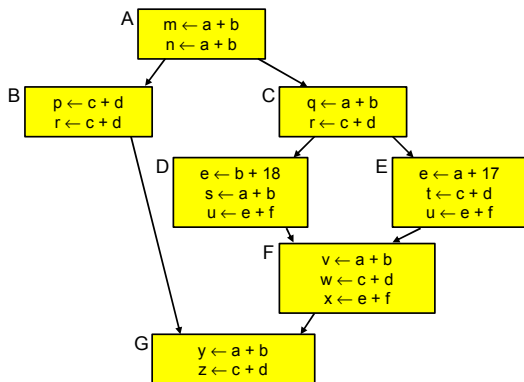 A
m ← a + b
n ← a + b
B
p ← c + d
r ← c + d
C
q ← a + b
r ← c + d
D
e ← b + 18
s ← a + b
u ← e + f
E
e ← a + 17
t ← c + d
u ← e + f
F
v ← a + b
w ← c + d
x ← e + f
G
y ← a + b
z ← c + d